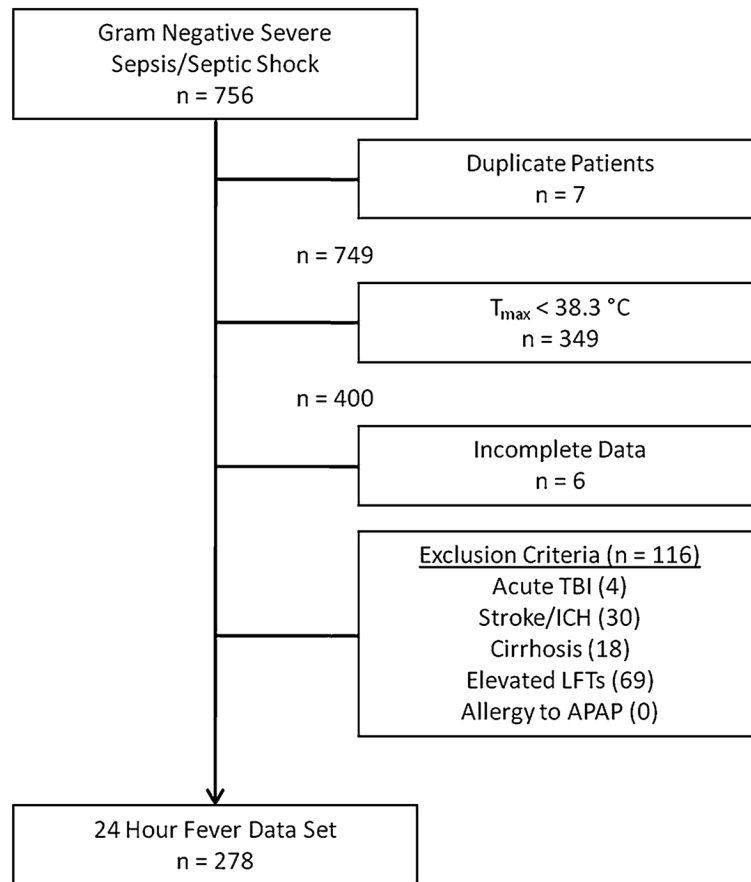 Gram Negative Severe
Sepsis/Septic Shock
n = 756
Duplicate Patients
n = 7
n = 749
Tmax < 38.3 °C
n = 349
n = 400
Incomplete Data
n = 6
Exclusion Criteria (n = 116)
Acute TBI (4)
Stroke/ICH (30)
Cirrhosis (18)
Elevated LFTs (69)
Allergy to APAP (0)
24 Hour Fever Data Set
n = 278